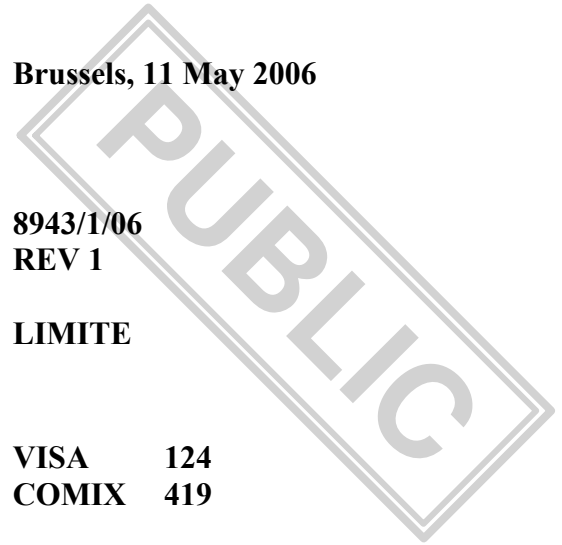 Brussels, 11 May 2006
PUBLIC
8943/1/06
REV 1
LIMITE
VISA 124
COMIX 419